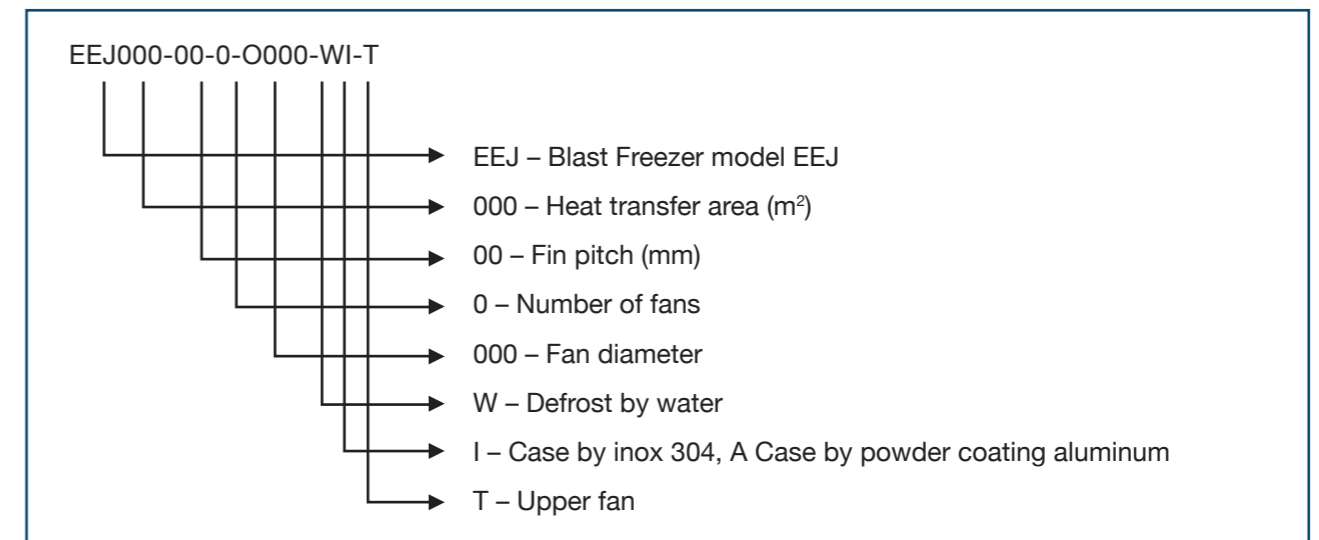 EEJ000-00-0-O000-WI-T
EEJ – Blast Freezer model EEJ
000 – Heat transfer area (m²)
00 – Fin pitch (mm)
0 – Number of fans
000 – Fan diameter
W – Defrost by water
I – Case by inox 304, A Case by powder coating aluminum
T – Upper fan